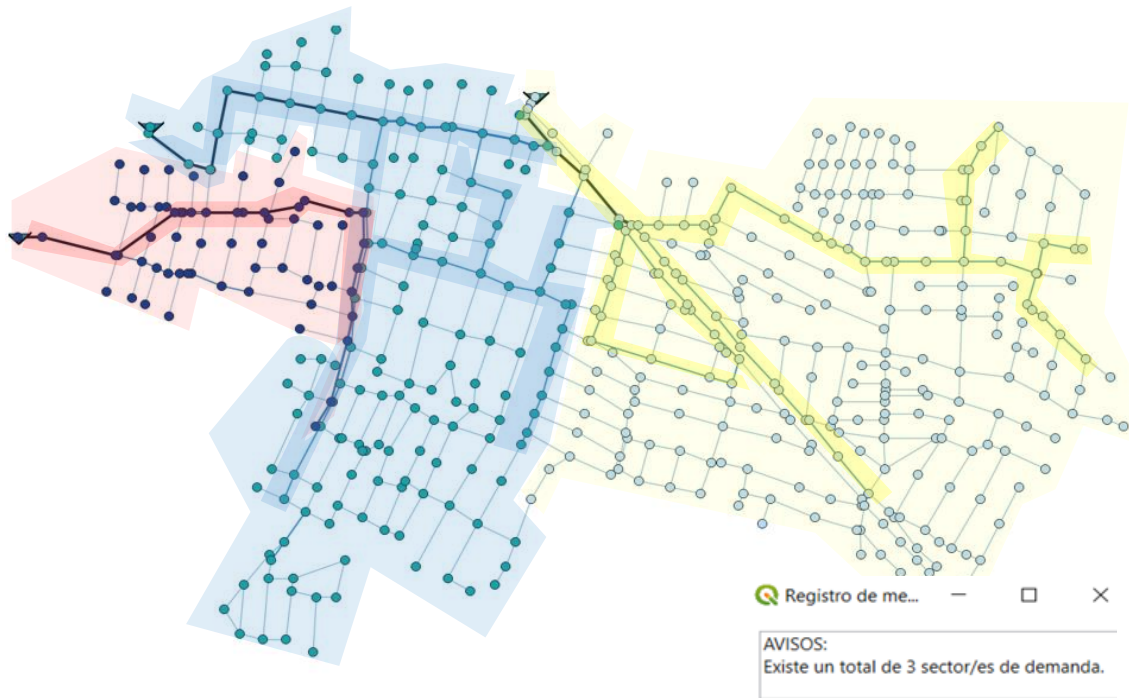 Registro de me...
AVISOS:
Existe un total de 3 sector/es de demanda.